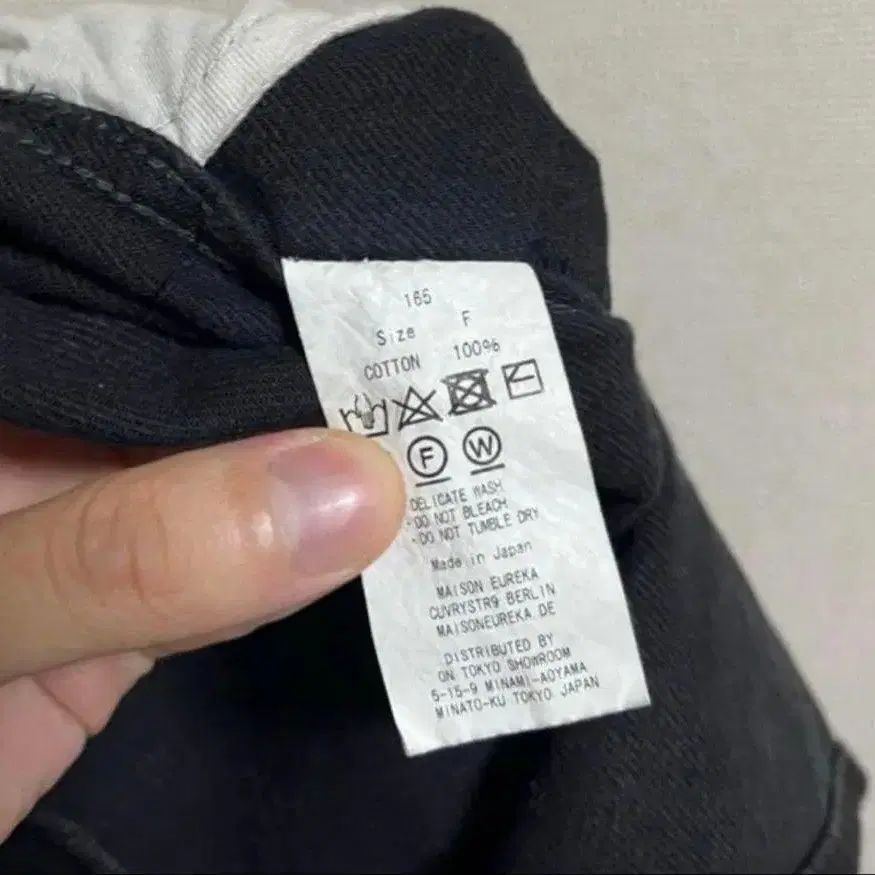 165
Size F
COTTON 100%
F W
DELICATE WASH
·DO NOT BLEACH
·DO NOT TUMBLE DRY
Made in Japan
MAISON EUREKA
CUVRYSTR9 BERLIN
MAISONEUREKA.DE
DISTRIBUTED BY
ON TOKYO SHOWROOM
5-15-9 MINAMI-AOYAMA
MINATO-KU TOKYO JAPAN